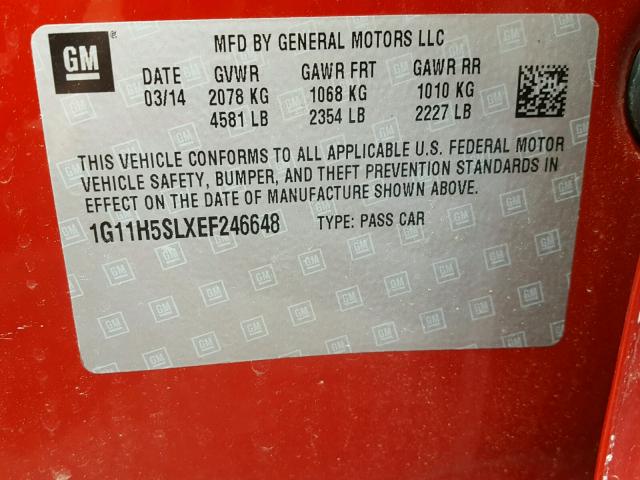 GM MFD BY GENERAL MOTORS LLC
DATE GVWR GAWR FRT GAWR RR
03/14 2078 KG 1068 KG 1010 KG
4581 LB 2354 LB 2227 LB
THIS VEHICLE CONFORMS TO ALL APPLICABLE U.S. FEDERAL MOTOR
VEHICLE SAFETY, BUMPER, AND THEFT PREVENTION STANDARDS IN
EFFECT ON THE DATE OF MANUFACTURE SHOWN ABOVE.
1G11H5SLXEF246648 TYPE: PASS CAR